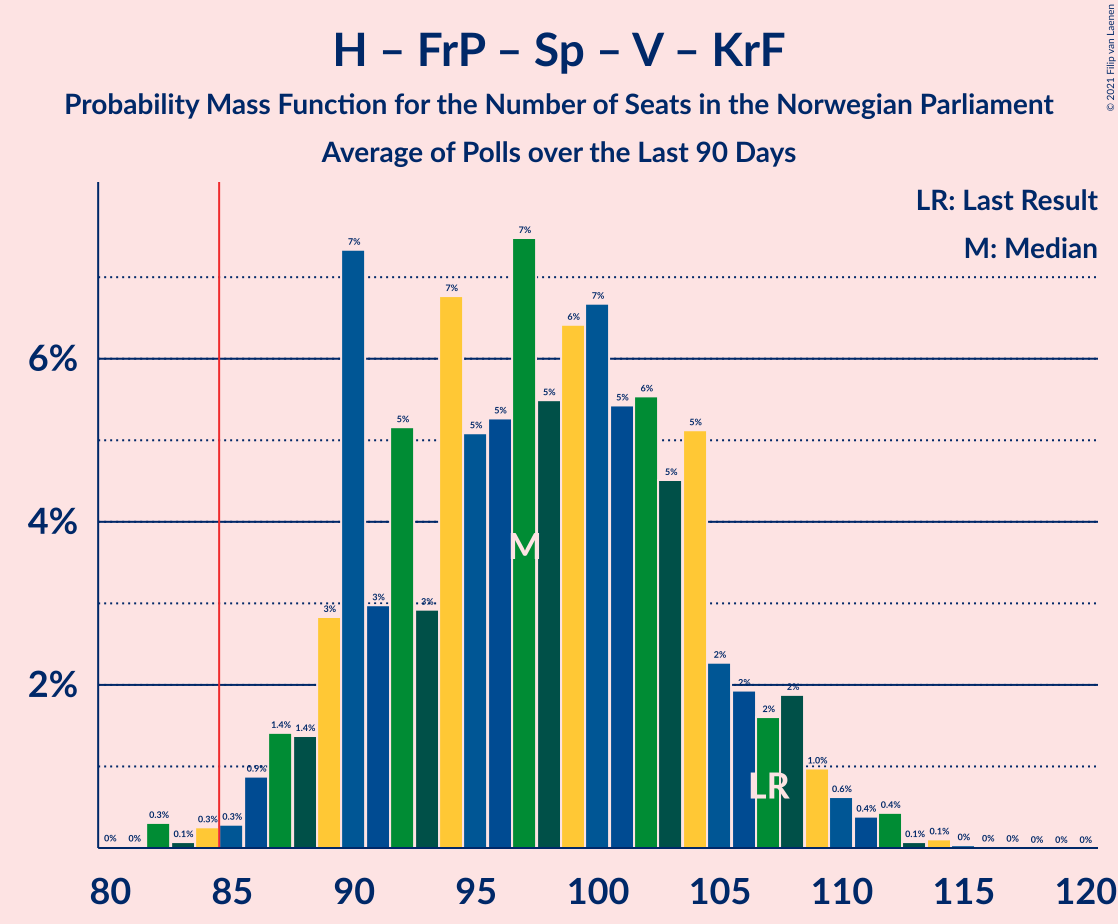 H – FrP – Sp – V – KrF
Probability Mass Function for the Number of Seats in the Norwegian Parliament
Average of Polls over the Last 90 Days
© 2021 Filip van Laenen
LR: Last Result
M: Median
6%
4%
2%
0% 0% 0.3% 0.1% 0.3% 0.3% 0.9% 1.4% 1.4% 3% 7% 3% 5% 3% 7% 5% 5% 7% 5% 6% 7% 5% 6% 5% 5% 2% 2% 2% 2% 1.0% 0.6% 0.4% 0.4% 0.1% 0.1% 0% 0% 0% 0% 0% 0%
M
LR
80 85 90 95 100 105 110 115 120